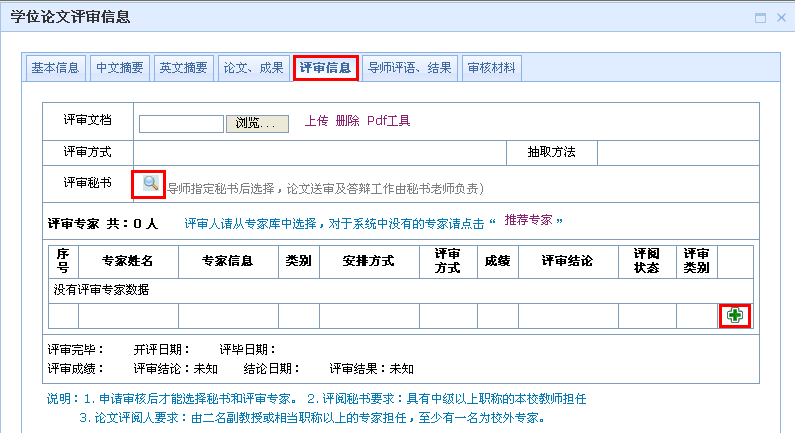 学位论文评审信息
基本信息 中文摘要 英文摘要 论文、成果 评审信息 导师评语、结果 审核材料
评审文档 浏览... 上传 删除 Pdf工具
评审方式 抽取方法
评审秘书 导师指定秘书后选择，论文送审及答辩工作由秘书老师负责)
评审专家 共：0 人 评审人请从专家库中选择，对于系统中没有的专家请点击“ 推荐专家 ”
序号 专家姓名 专家信息 类别 安排方式 评审方式 成绩 评审结论 评阅状态 评审类别
没有评审专家数据
评审完毕： 开评日期： 评毕日期：
评审成绩： 评审结论：未知 结论日期： 评审结果：未知
说明：1.申请审核后才能选择秘书和评审专家。 2.评阅秘书要求：具有中级以上职称的本校教师担任
3.论文评阅人要求：由二名副教授或相当职称以上的专家担任，至少有一名为校外专家。